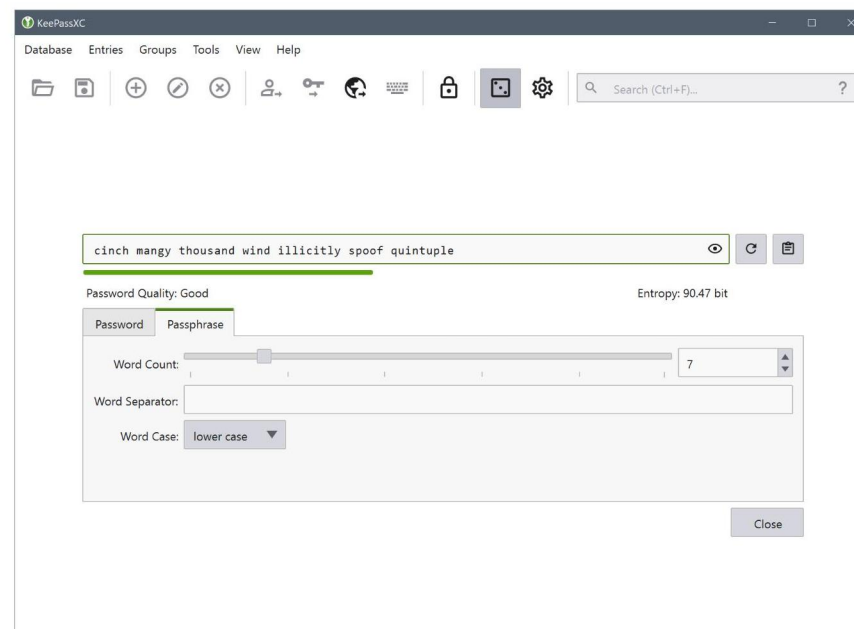 KeePassXC
Database Entries Groups Tools View Help
Search (Ctrl+F)... ?
cinch mangy thousand wind illicitly spoof quintuple
Password Quality: Good Entropy: 90.47 bit
Password Passphrase
Word Count: 7
Word Separator:
Word Case: lower case
Close